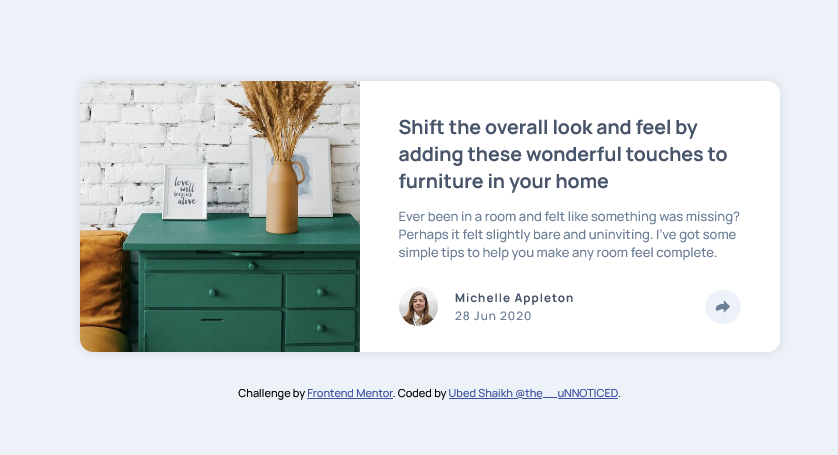 love
will
keep us
alive
Shift the overall look and feel by
adding these wonderful touches to
furniture in your home
Ever been in a room and felt like something was missing?
Perhaps it felt slightly bare and uninviting. I've got some
simple tips to help you make any room feel complete.
Michelle Appleton
28 Jun 2020
Challenge by Frontend Mentor. Coded by Ubed Shaikh @the__uNNOTICED.